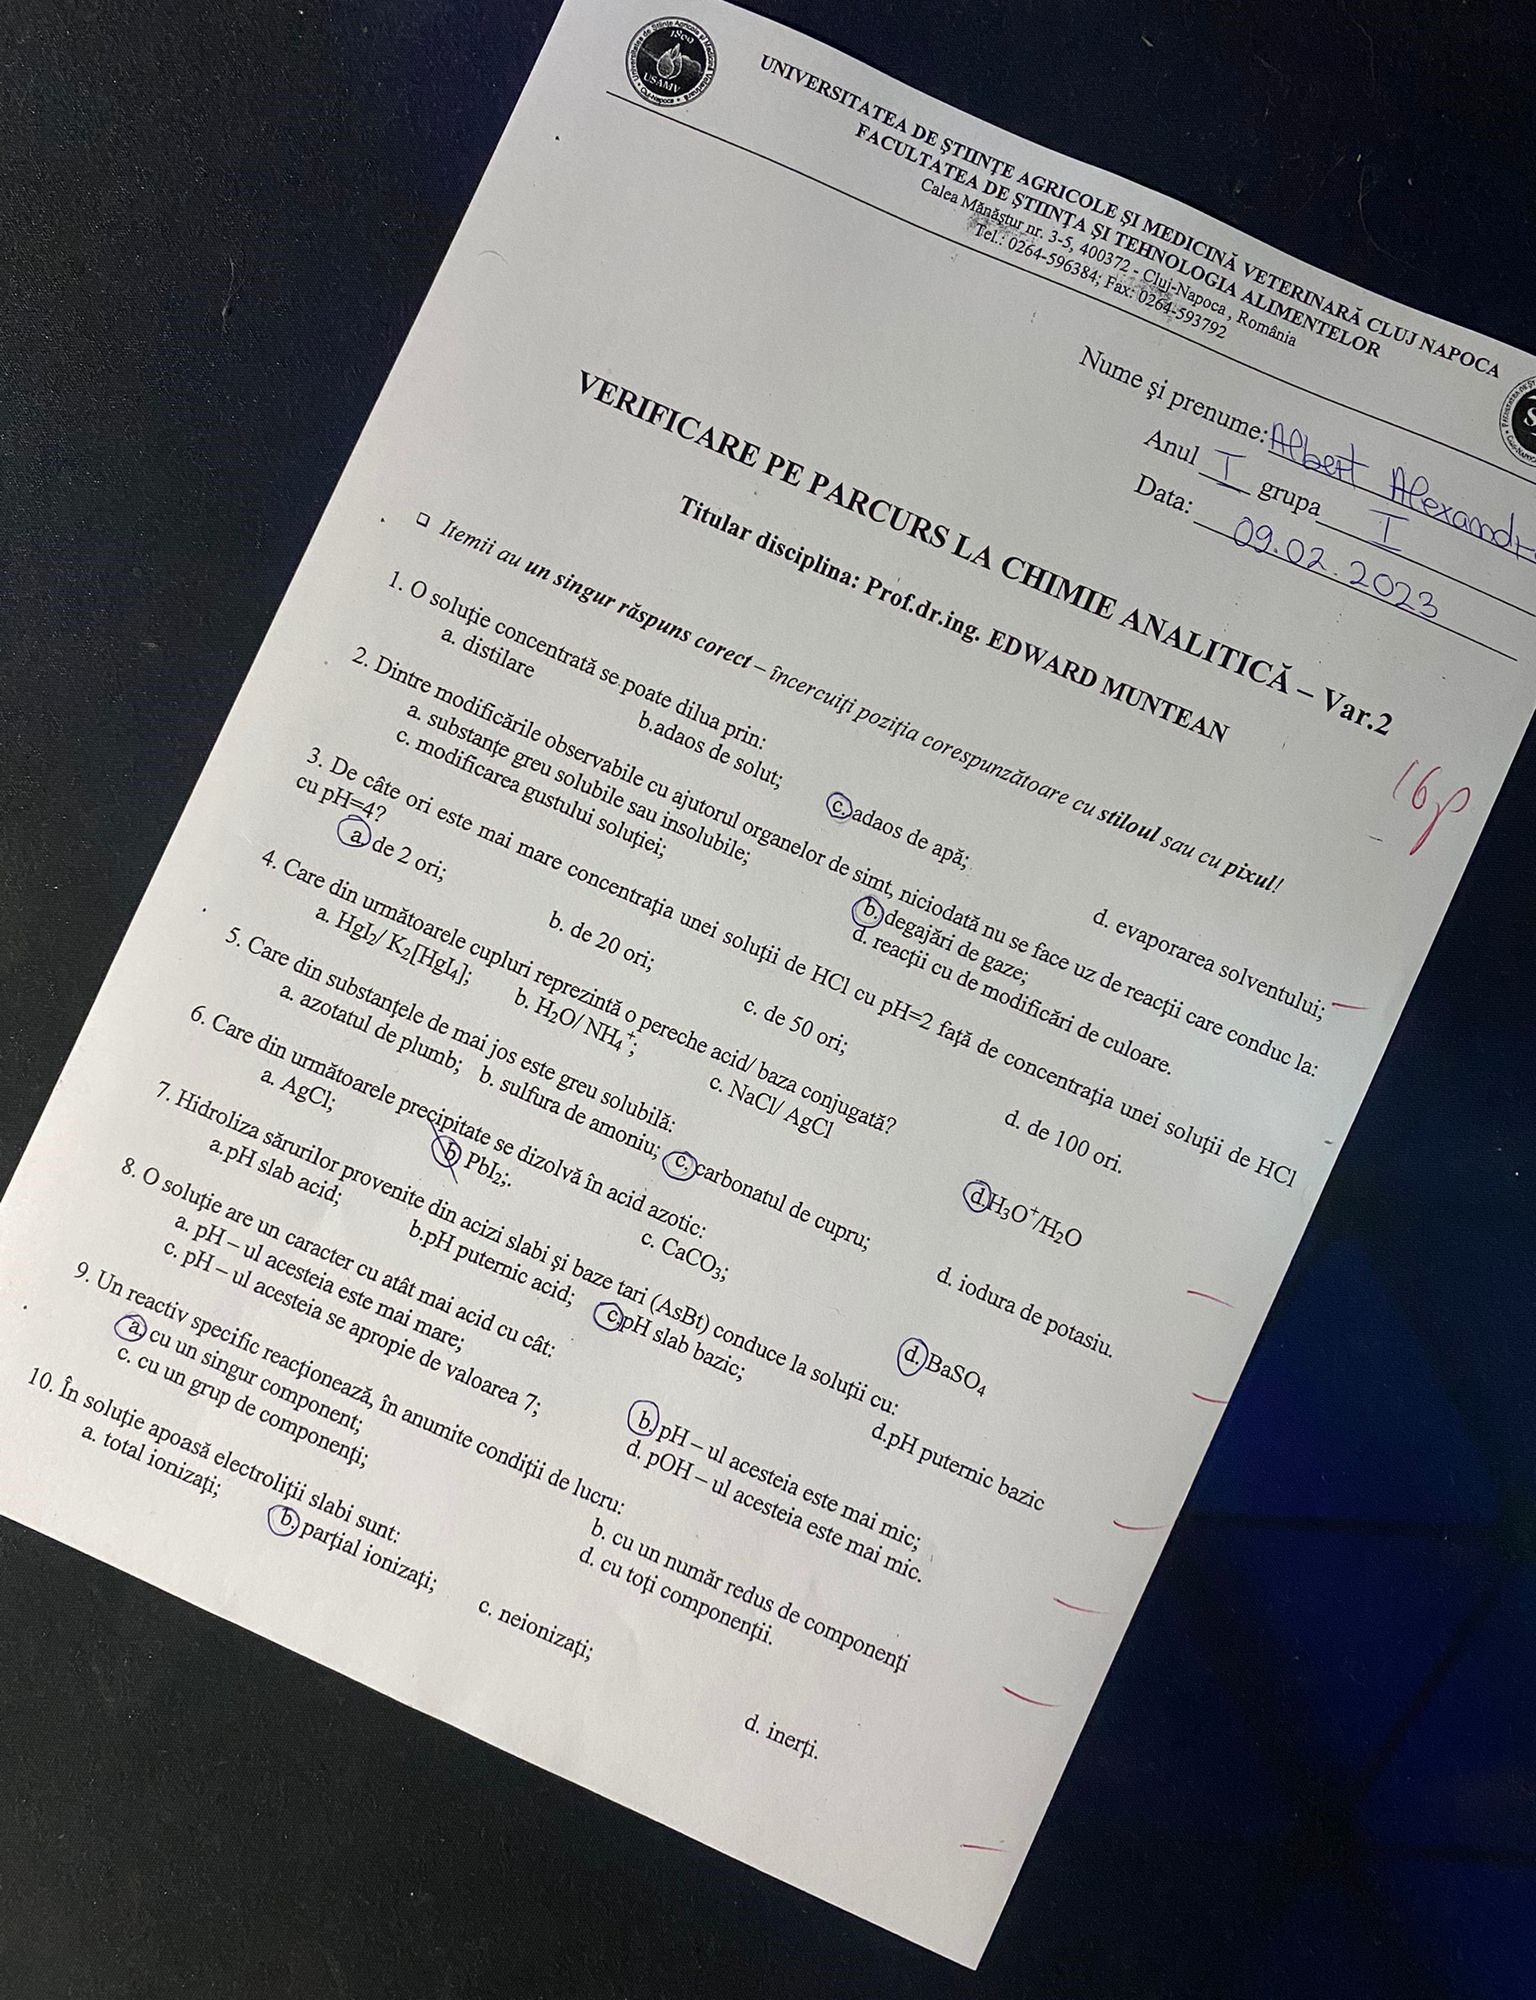 UNIVERSITATEA DE ŞTIINŢE AGRICOLE ŞI MEDICINĂ VETERINARĂ CLUJ NAPOCA
FACULTATEA DE ŞTIINŢA ŞI TEHNOLOGIA ALIMENTELOR
Calea Mănăştur nr. 3-5, 400372 - Cluj-Napoca , România
Tel.: 0264-596384; Fax: 0264-593792
1869
USAMV
Nume şi prenume: Albert
Anul I grupa I
Data: 09.02.2023
VERIFICARE PE PARCURS LA CHIMIE ANALITICĂ – Var.2
Titular disciplina: Prof.dr.ing. EDWARD MUNTEAN
16p
❑ Itemii au un singur răspuns corect – încercuiţi poziţia corespunzătoare cu stiloul sau cu pixul!
1. O soluţie concentrată se poate dilua prin:
a. distilare b.adaos de solut; c. adaos de apă; d. evaporarea solventului;
2. Dintre modificările observabile cu ajutorul organelor de simt, niciodată nu se face uz de reacţii care conduc la:
a. substanţe greu solubile sau insolubile; b. degajări de gaze;
c. modificarea gustului soluţiei; d. reacţii cu de modificări de culoare.
3. De câte ori este mai mare concentraţia unei soluţii de HCl cu pH=2 faţă de concentraţia unei soluţii de HCl
cu pH=4?
a de 2 ori; b. de 20 ori; c. de 50 ori; d. de 100 ori.
4. Care din următoarele cupluri reprezintă o pereche acid/ baza conjugată?
a. HgI₂/ K₂[HgI₄]; b. H₂O/ NH₄⁺; c. NaCl/ AgCl d.H₃O⁺/H₂O
5. Care din substanţele de mai jos este greu solubilă:
a. azotatul de plumb; b. sulfura de amoniu; c. carbonatul de cupru; d. iodura de potasiu.
6. Care din următoarele precipitate se dizolvă în acid azotic:
a. AgCl; b PbI₂;. c. CaCO₃; d. BaSO₄
7. Hidroliza sărurilor provenite din acizi slabi şi baze tari (AsBt) conduce la soluţii cu:
a.pH slab acid; b.pH puternic acid; c.pH slab bazic; d.pH puternic bazic
8. O soluţie are un caracter cu atât mai acid cu cât:
a. pH – ul acesteia este mai mare; b. pH – ul acesteia este mai mic;
c. pH – ul acesteia se apropie de valoarea 7; d. pOH – ul acesteia este mai mic.
9. Un reactiv specific reacţionează, în anumite condiţii de lucru:
a. cu un singur component; b. cu un număr redus de componenţi
c. cu un grup de componenţi; d. cu toţi componenţii.
10. În soluţie apoasă electroliţii slabi sunt:
a. total ionizaţi; b. parţial ionizaţi; c. neionizaţi; d. inerţi.